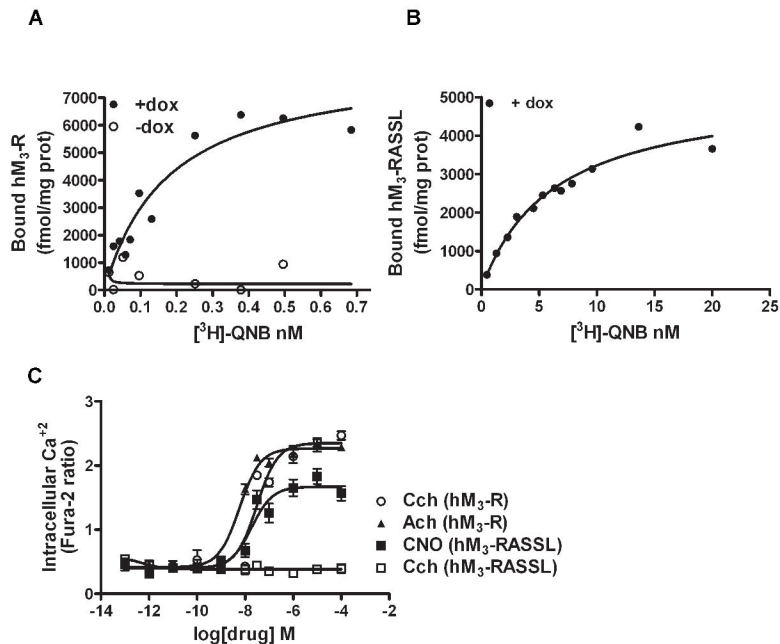 A
Bound hM₃-R
(fmol/mg prot)
7000
6000
5000
4000
3000
2000
1000
0
+dox
-dox
0 0.1 0.2 0.3 0.4 0.5 0.6 0.7
[³H]-QNB nM
B
Bound hM₃-RASSL
(fmol/mg prot)
5000
4000
3000
2000
1000
0
+ dox
0 5 10 15 20 25
[³H]-QNB nM
C
Intracellular Ca⁺²
(Fura-2 ratio)
3
2
1
0
-14 -12 -10 -8 -6 -4 -2
log[drug] M
Cch (hM₃-R)
Ach (hM₃-R)
CNO (hM₃-RASSL)
Cch (hM₃-RASSL)